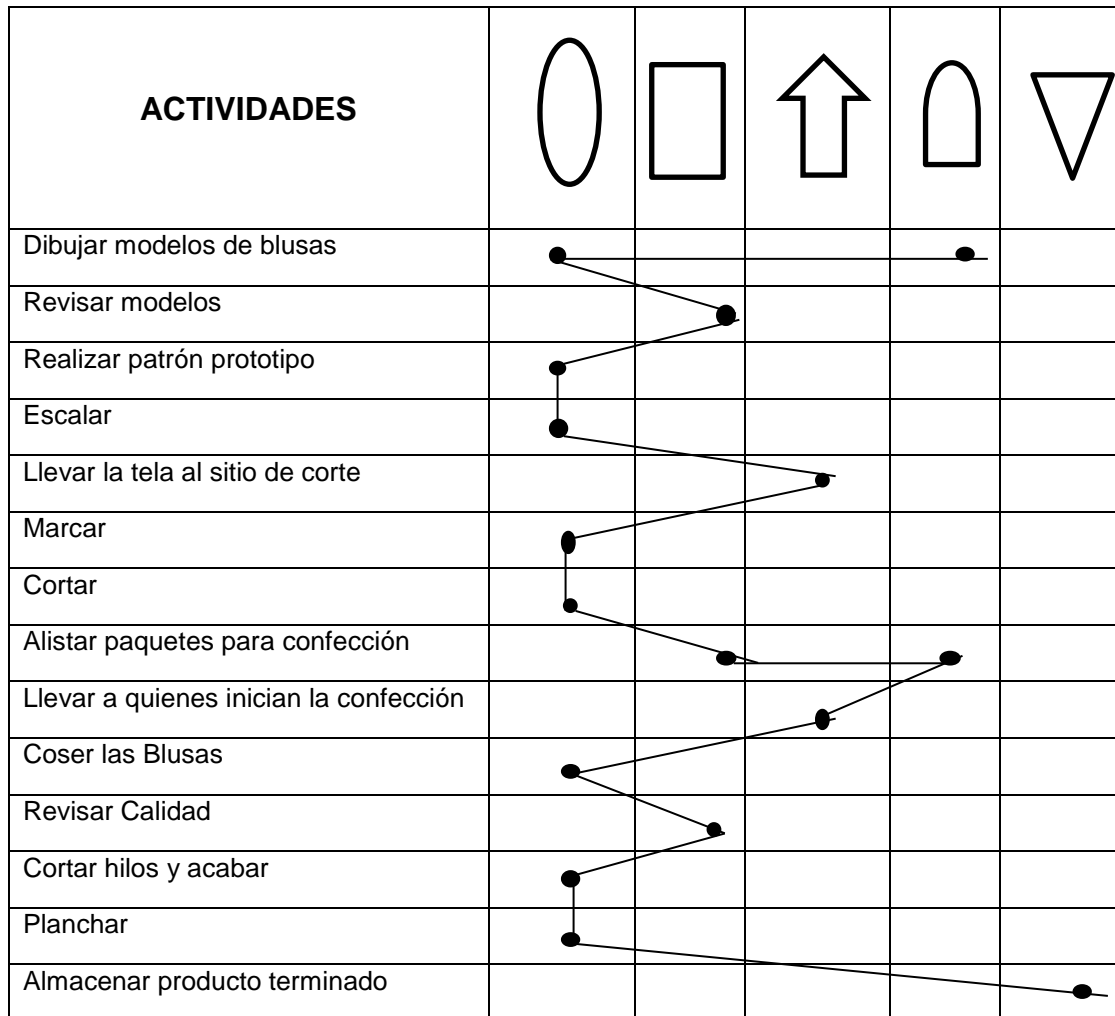 ACTIVIDADES
Dibujar modelos de blusas
Revisar modelos
Realizar patrón prototipo
Escalar
Llevar la tela al sitio de corte
Marcar
Cortar
Alistar paquetes para confección
Llevar a quienes inician la confección
Coser las Blusas
Revisar Calidad
Cortar hilos y acabar
Planchar
Almacenar producto terminado